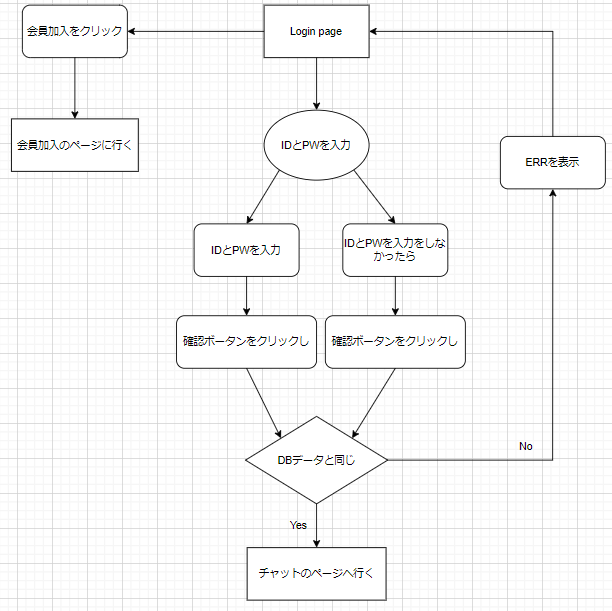 会員加入をクリック
Login page
会員加入のページに行く
IDとPWを入力
ERRを表示
IDとPWを入力
IDとPWを入力をしな
かったら
確認ボータンをクリックし
確認ボータンをクリックし
DBデータと同じ
No
Yes
チャットのページへ行く